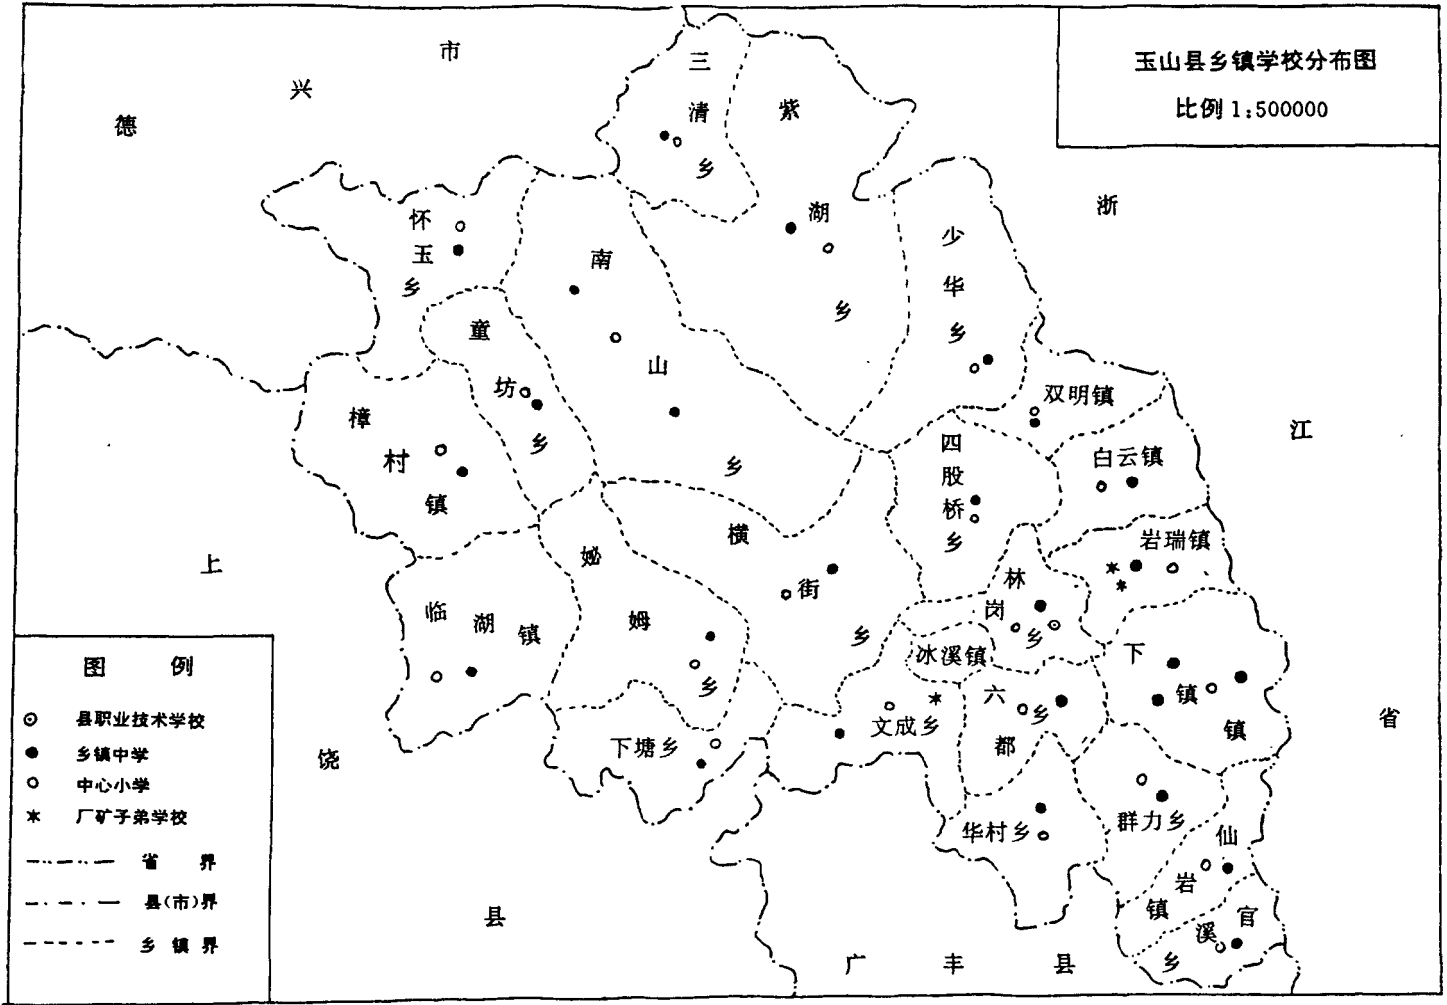 玉山县乡镇学校分布图
比例 1:500000
德兴市
浙江省
上饶县
广丰县
三清乡
紫湖乡
怀玉乡
南山乡
少华乡
童坊乡
樟村镇
双明镇
四股桥乡
白云镇
岩瑞镇
横街乡
㛏姆乡
临湖镇
林岗乡
冰溪镇
下镇镇
六都乡
文成乡
下塘乡
华村乡
群力乡
仙岩镇
官溪乡
图例
县职业技术学校
乡镇中学
中心小学
厂矿子弟学校
省界
县(市)界
乡镇界